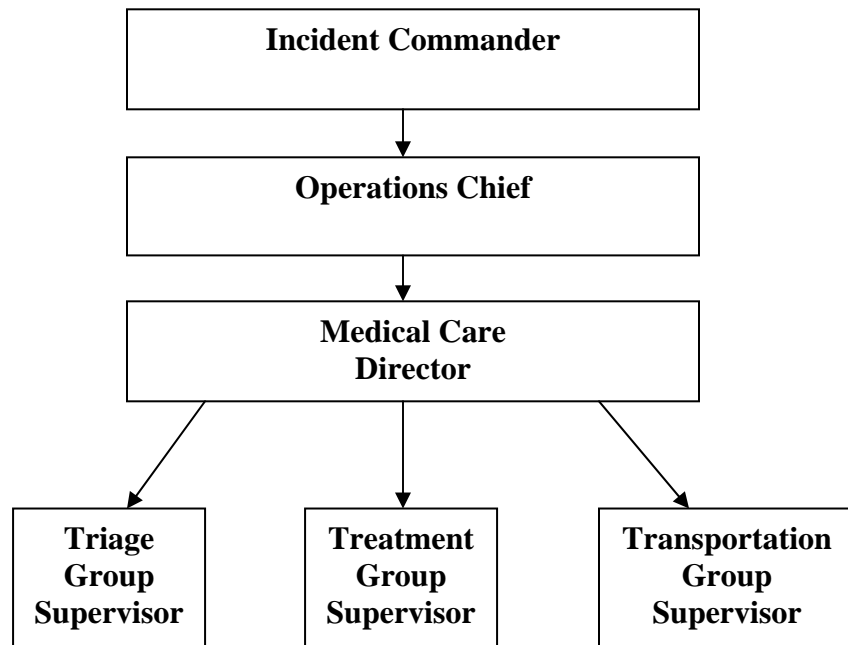 Incident Commander
Operations Chief
Medical Care
Director
Triage
Group
Supervisor
Treatment
Group
Supervisor
Transportation
Group
Supervisor